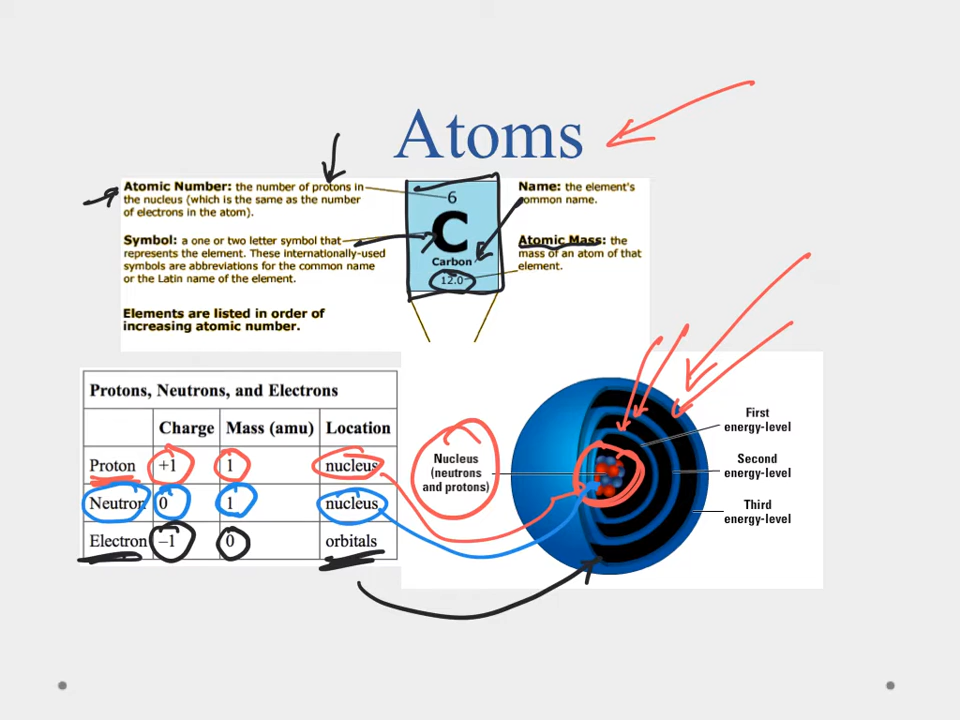 Atoms
Atomic Number: the number of protons in
the nucleus (which is the same as the number
of electrons in the atom).
Symbol: a one or two letter symbol that
represents the element. These internationally-used
symbols are abbreviations for the common name
or the Latin name of the element.
Elements are listed in order of
increasing atomic number.
6
C
Carbon
12.0
Name: the element's
common name.
Atomic Mass: the
mass of an atom of that
element.
Protons, Neutrons, and Electrons
Charge Mass (amu) Location
Proton +1 1 nucleus
Neutron 0 1 nucleus
Electron –1 0 orbitals
Nucleus
(neutrons
and protons)
First
energy-level
Second
energy-level
Third
energy-level